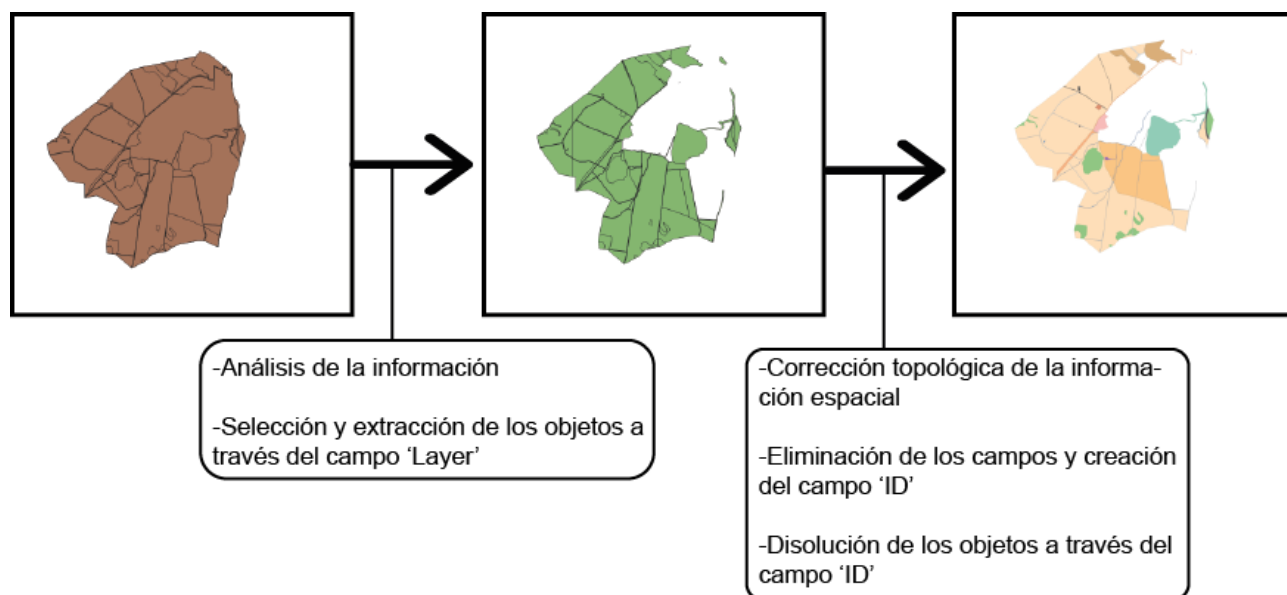 -Análisis de la información
-Selección y extracción de los objetos a
través del campo ‘Layer’
-Corrección topológica de la informa-
ción espacial
-Eliminación de los campos y creación
del campo ‘ID’
-Disolución de los objetos a través del
campo ‘ID’